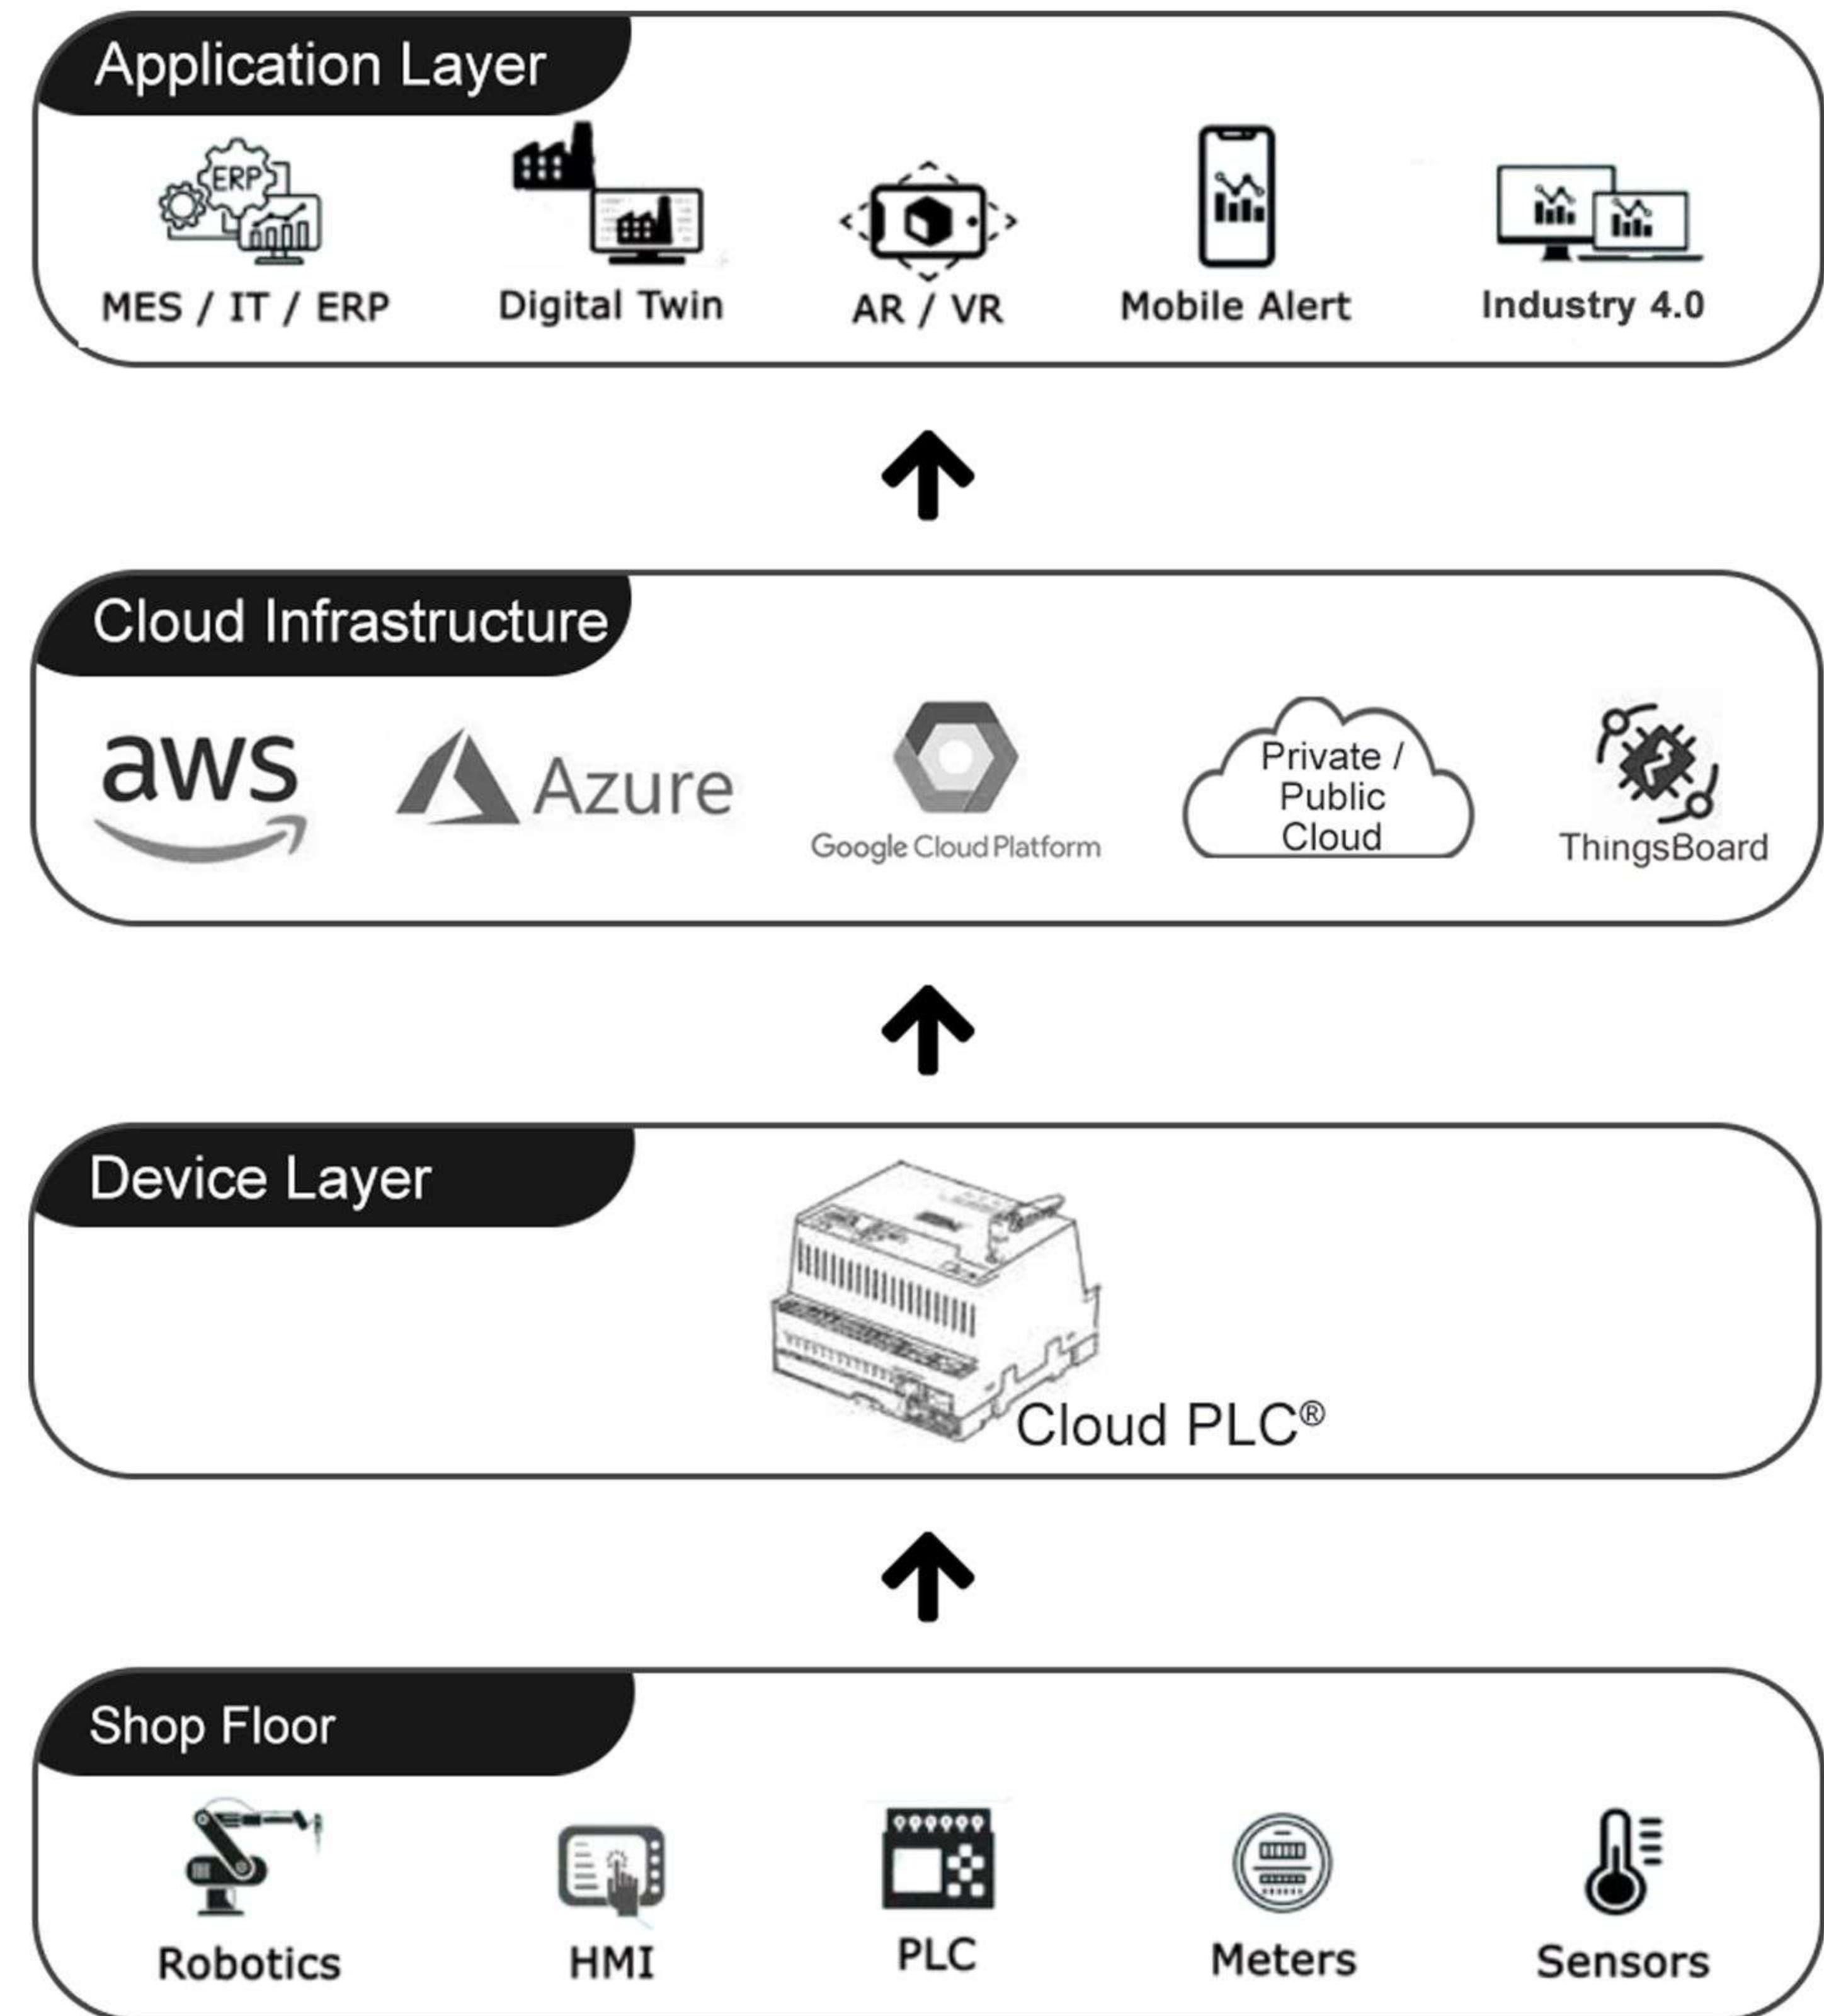 Application Layer
ERP
MES / IT / ERP
Digital Twin
AR / VR
Mobile Alert
Industry 4.0
Cloud Infrastructure
aws
Azure
Google Cloud Platform
Private /
Public
Cloud
ThingsBoard
Device Layer
Cloud PLC®
Shop Floor
Robotics
HMI
PLC
Meters
Sensors